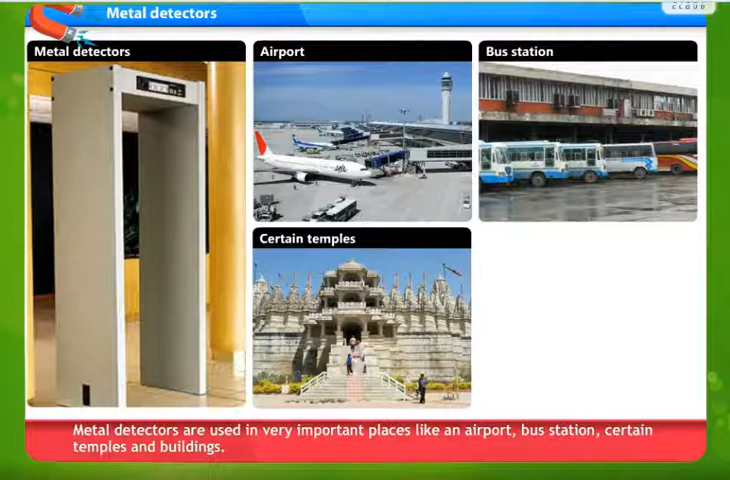 CLOUD
Metal detectors
Metal detectors
Airport
Bus station
Certain temples
Metal detectors are used in very important places like an airport, bus station, certain
temples and buildings.